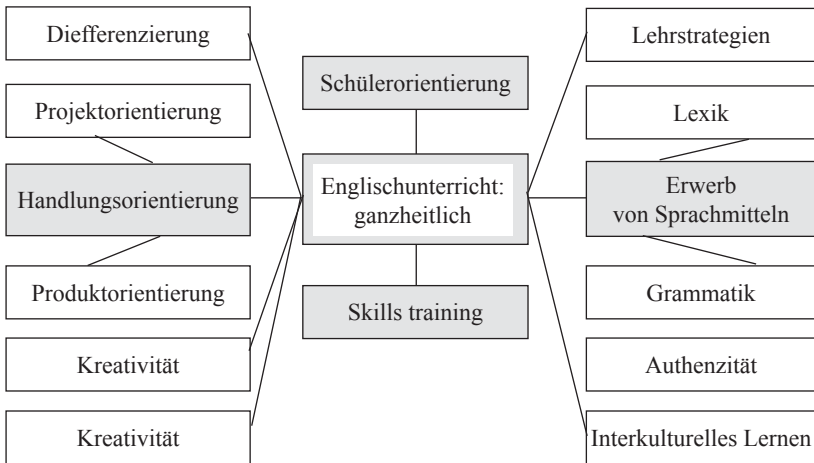 Diefferenzierung
Projektorientierung
Handlungsorientierung
Produktorientierung
Kreativität
Kreativität
Schülerorientierung
Englischunterricht:
ganzheitlich
Skills training
Lehrstrategien
Lexik
Erwerb
von Sprachmitteln
Grammatik
Authenzität
Interkulturelles Lernen